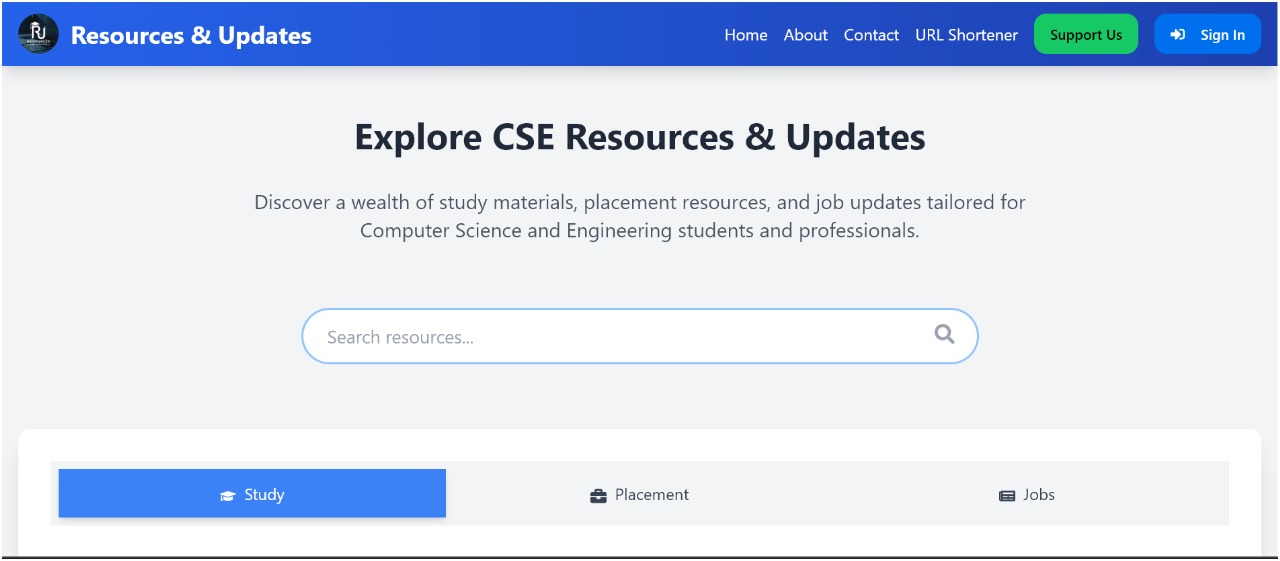 RU
Resources & Updates
Home
About
Contact
URL Shortener
Support Us
Sign In
Explore CSE Resources & Updates
Discover a wealth of study materials, placement resources, and job updates tailored for
Computer Science and Engineering students and professionals.
Search resources...
Study
Placement
Jobs